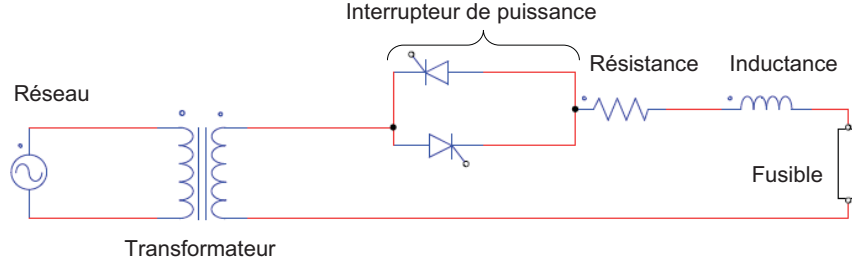 Interrupteur de puissance
Résistance
Inductance
Réseau
Fusible
Transformateur